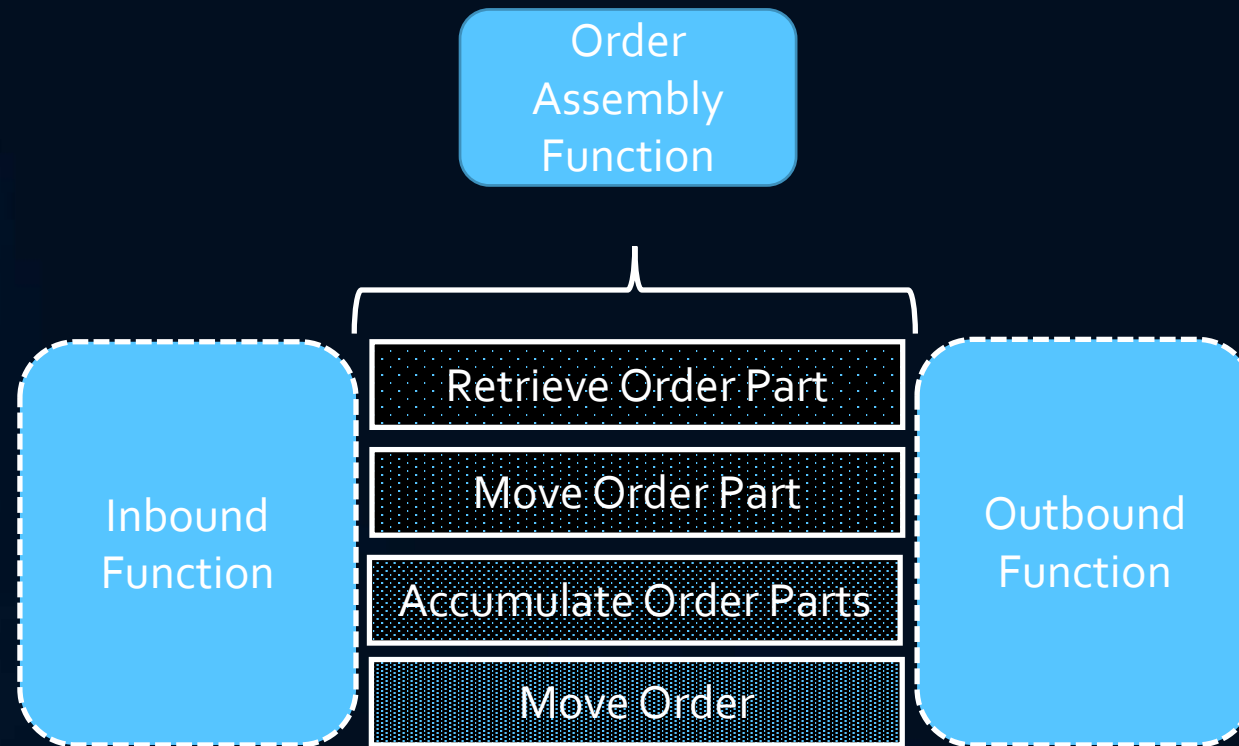 Order
Assembly
Function
Retrieve Order Part
Move Order Part
Inbound
Function
Outbound
Function
Accumulate Order Parts
Move Order